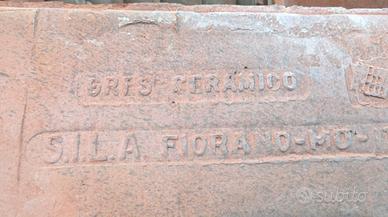 GRES CERAMICO
S.I.L.A. FIORANO-MO-
subito